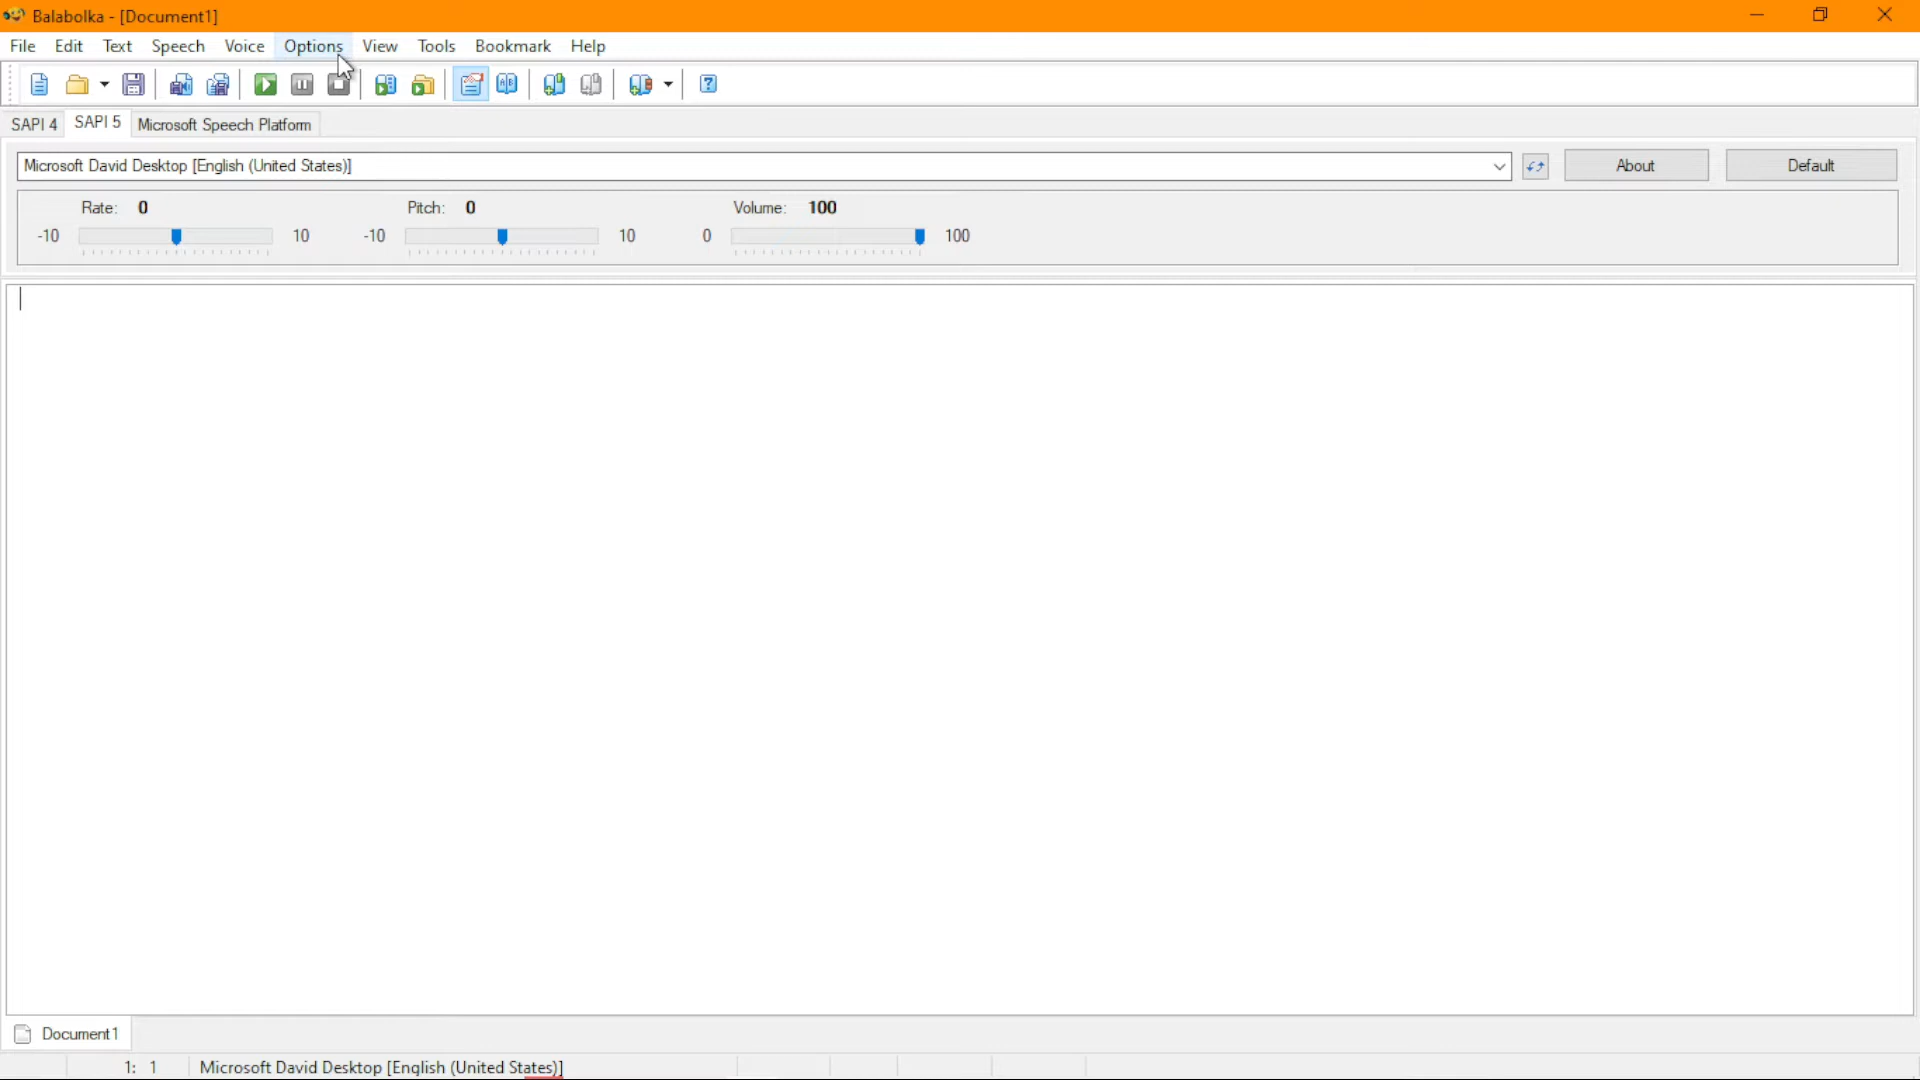 Balabolka - [Document1]
File Edit Text Speech Voice Options View Tools Bookmark Help
SAPI 4 SAPI 5 Microsoft Speech Platform
Microsoft David Desktop [English (United States)] About Default
Rate: 0 Pitch: 0 Volume: 100
-10 10 -10 10 0 100
Document1
1: 1 Microsoft David Desktop [English (United States)]